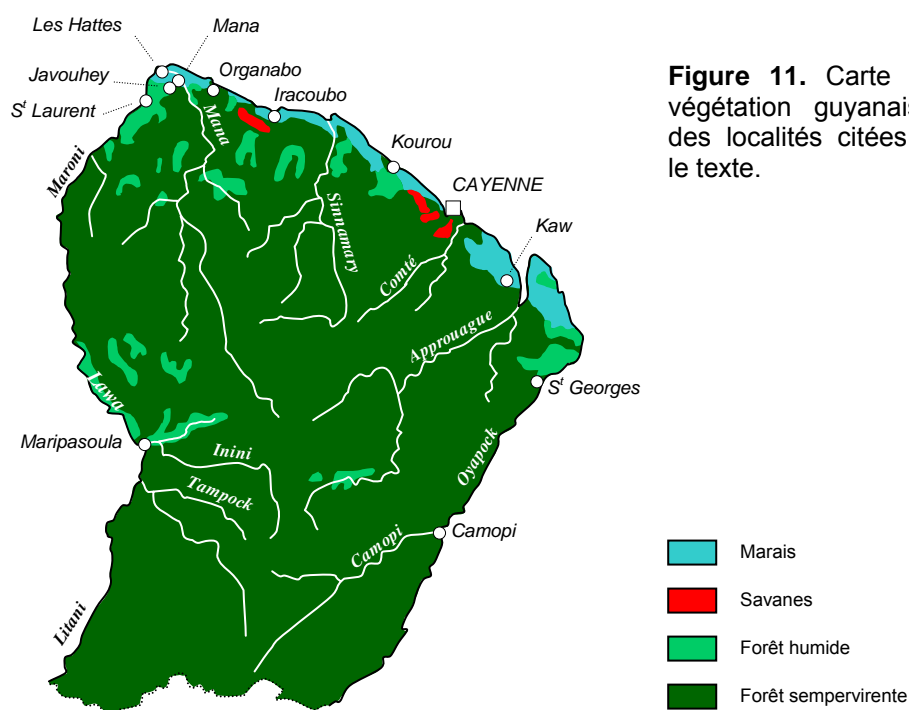 Les Hattes
Mana
Javouhey
Organabo
St Laurent
Iracoubo
Mana
Kourou
Maroni
CAYENNE
Sinnamary
Kaw
Comté
Approuague
Lawa
St Georges
Maripasoula
Inini
Oyapock
Tampock
Camopi
Camopi
Litani
Figure 11. Carte
végétation
des localités citées
le texte.
Marais
Savanes
Forêt humide
Forêt sempervirente